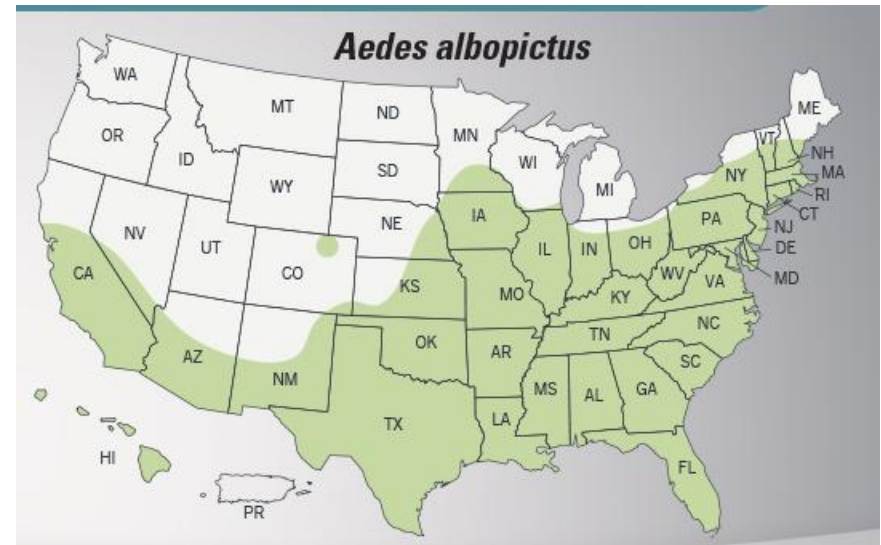 Aedes albopictus
WA
OR
ID
MT
ND
MN
WI
MI
ME
VT
NH
MA
RI
CT
NJ
DE
MD
NY
PA
SD
WY
NE
IA
IL
IN
OH
NV
UT
CO
KS
MO
KY
WV
VA
CA
AZ
NM
OK
AR
TN
NC
SC
TX
LA
MS
AL
GA
FL
HI
PR